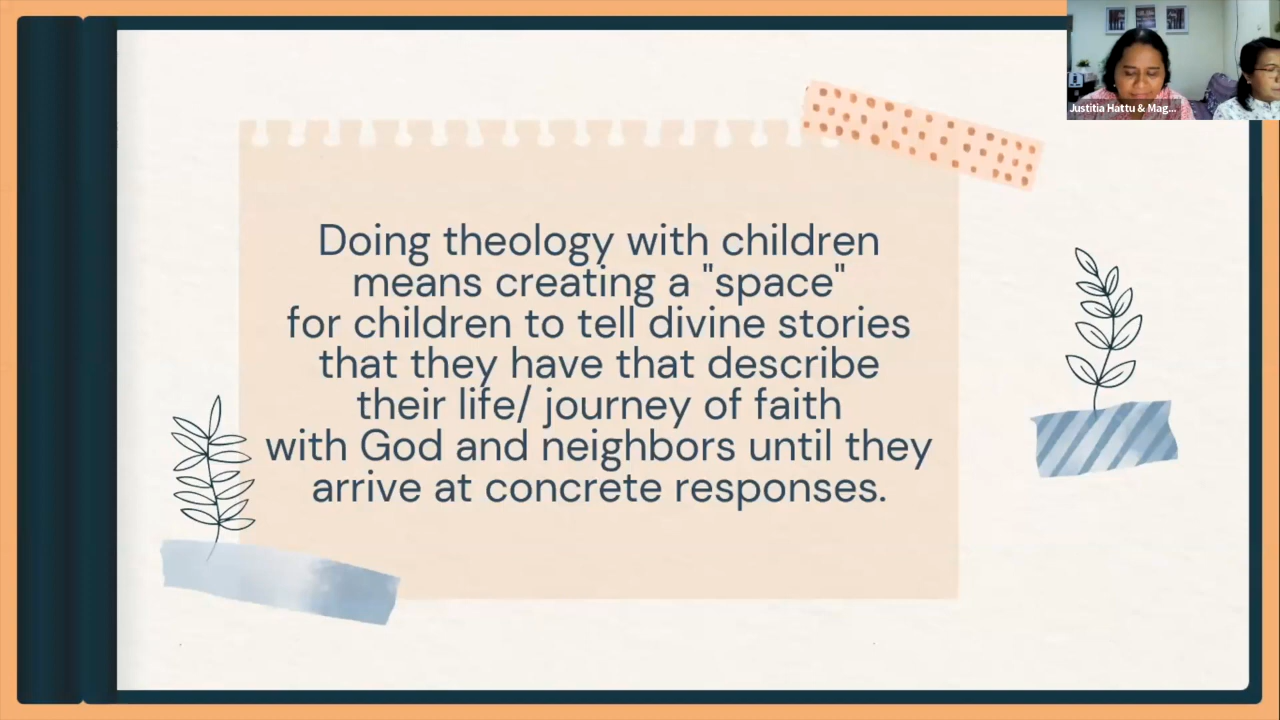 Justitia Hattu & Mag...
Doing theology with children
means creating a "space"
for children to tell divine stories
that they have that describe
their life/ journey of faith
with God and neighbors until they
arrive at concrete responses.